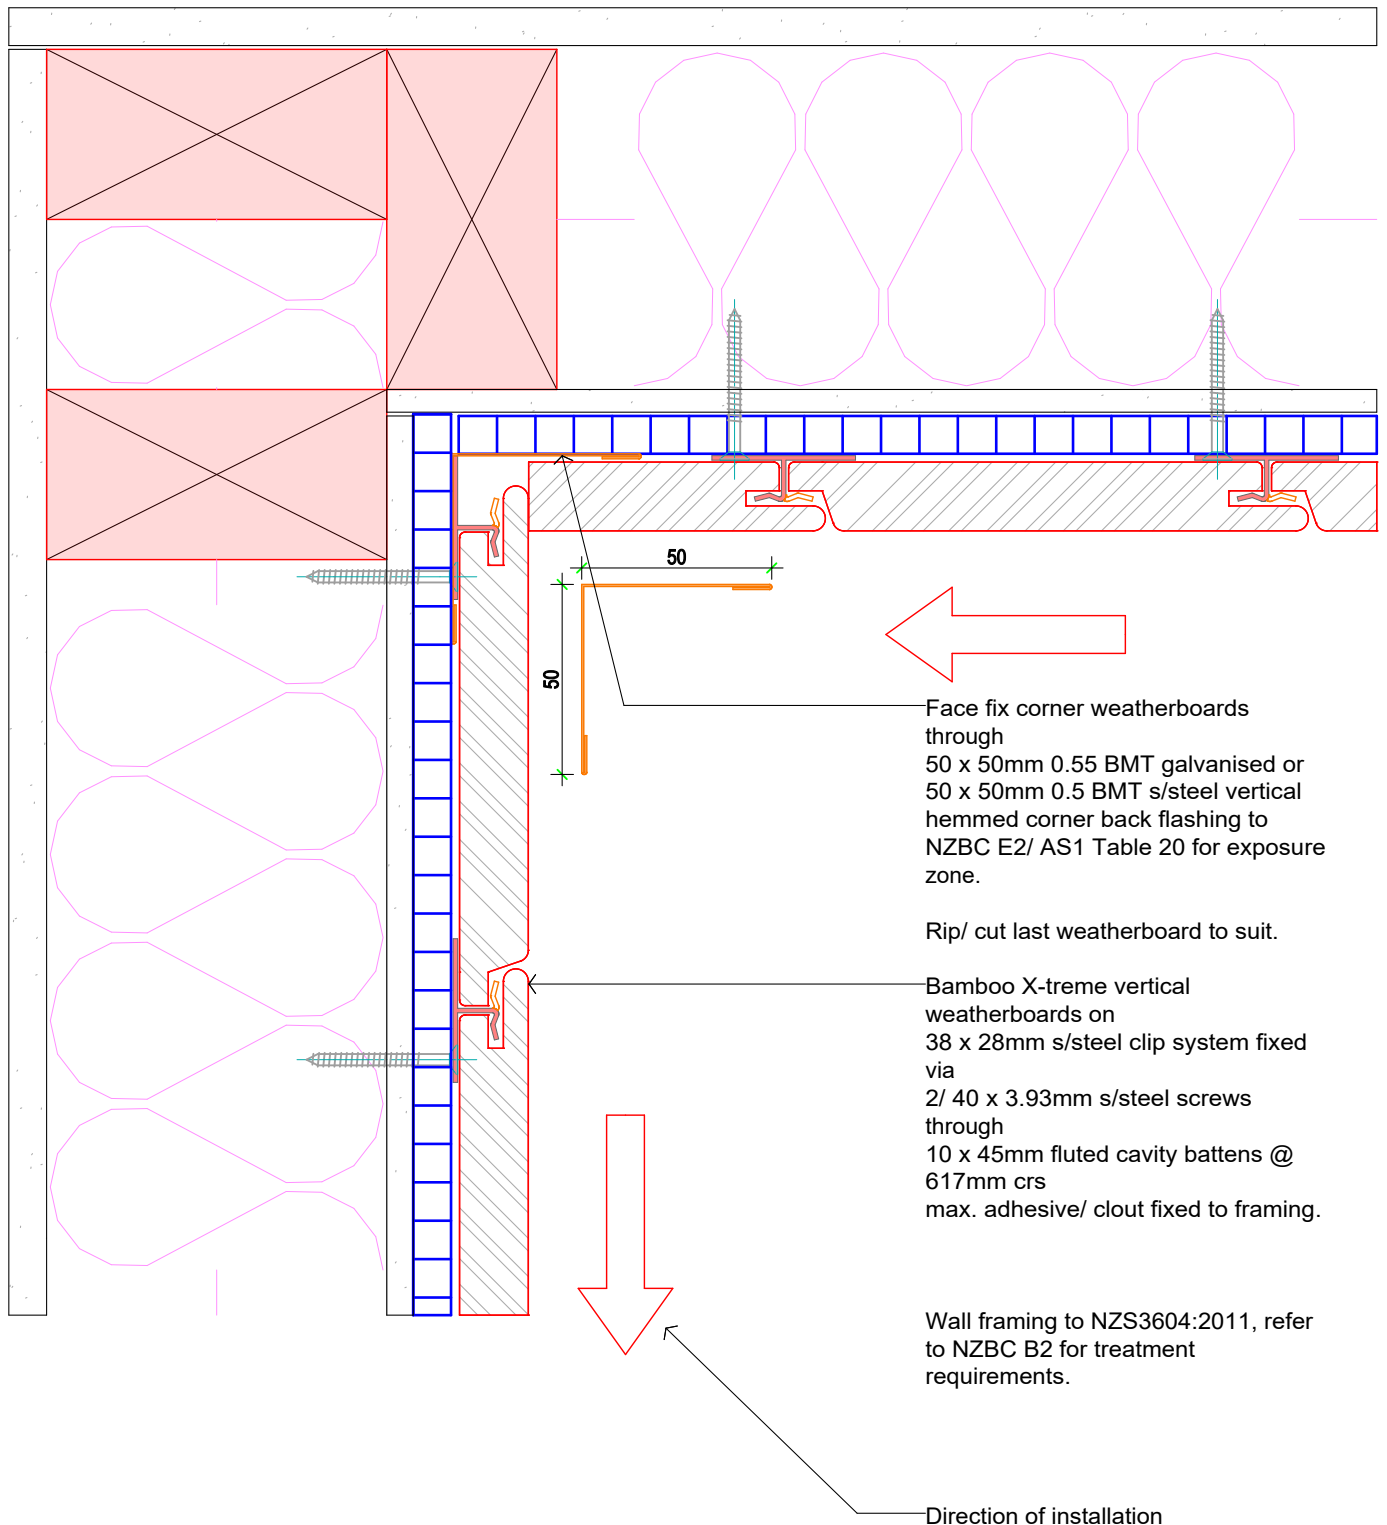 50
50
Face fix corner weatherboards
through
50 x 50mm 0.55 BMT galvanised or
50 x 50mm 0.5 BMT s/steel vertical
hemmed corner back flashing to
NZBC E2/ AS1 Table 20 for exposure
zone.
Rip/ cut last weatherboard to suit.
Bamboo X-treme vertical
weatherboards on
38 x 28mm s/steel clip system fixed
via
2/ 40 x 3.93mm s/steel screws
through
10 x 45mm fluted cavity battens @
617mm crs
max. adhesive/ clout fixed to framing.
Wall framing to NZS3604:2011, refer
to NZBC B2 for treatment
requirements.
Direction of installation